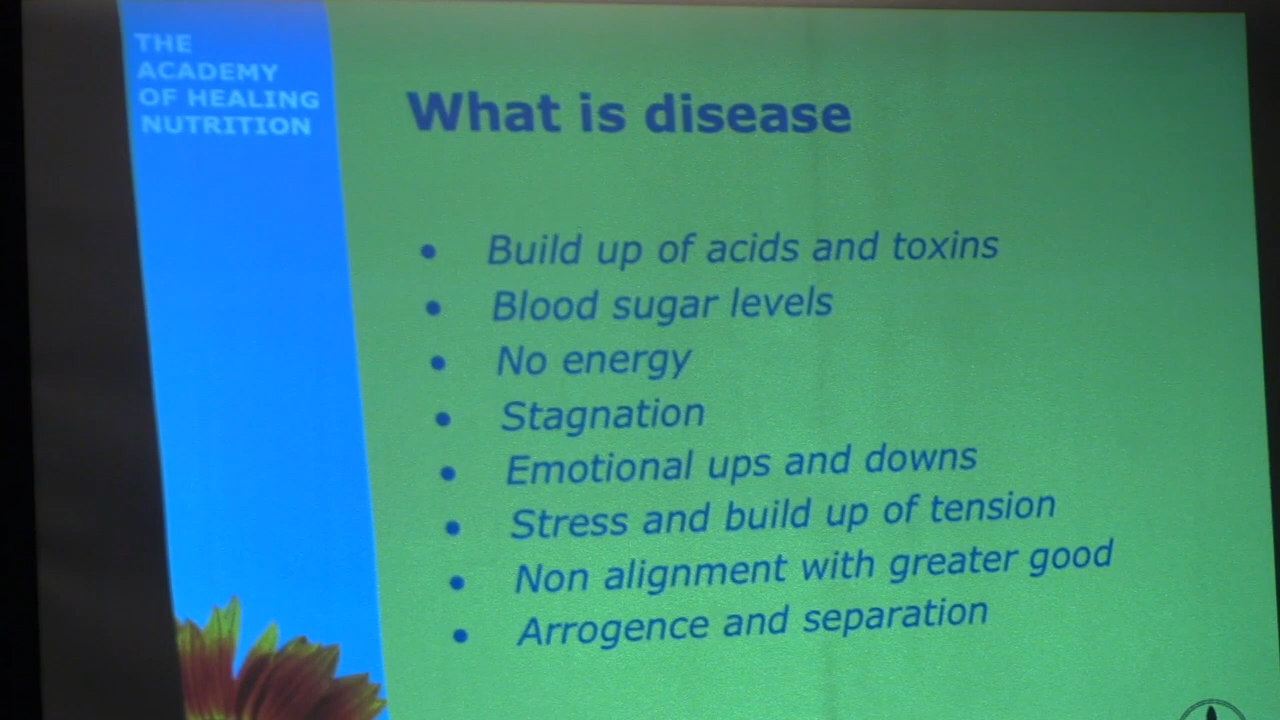 THE
ACADEMY
OF HEALING
NUTRITION
What is disease
• Build up of acids and toxins
• Blood sugar levels
• No energy
• Stagnation
• Emotional ups and downs
• Stress and build up of tension
• Non alignment with greater good
• Arrogence and separation